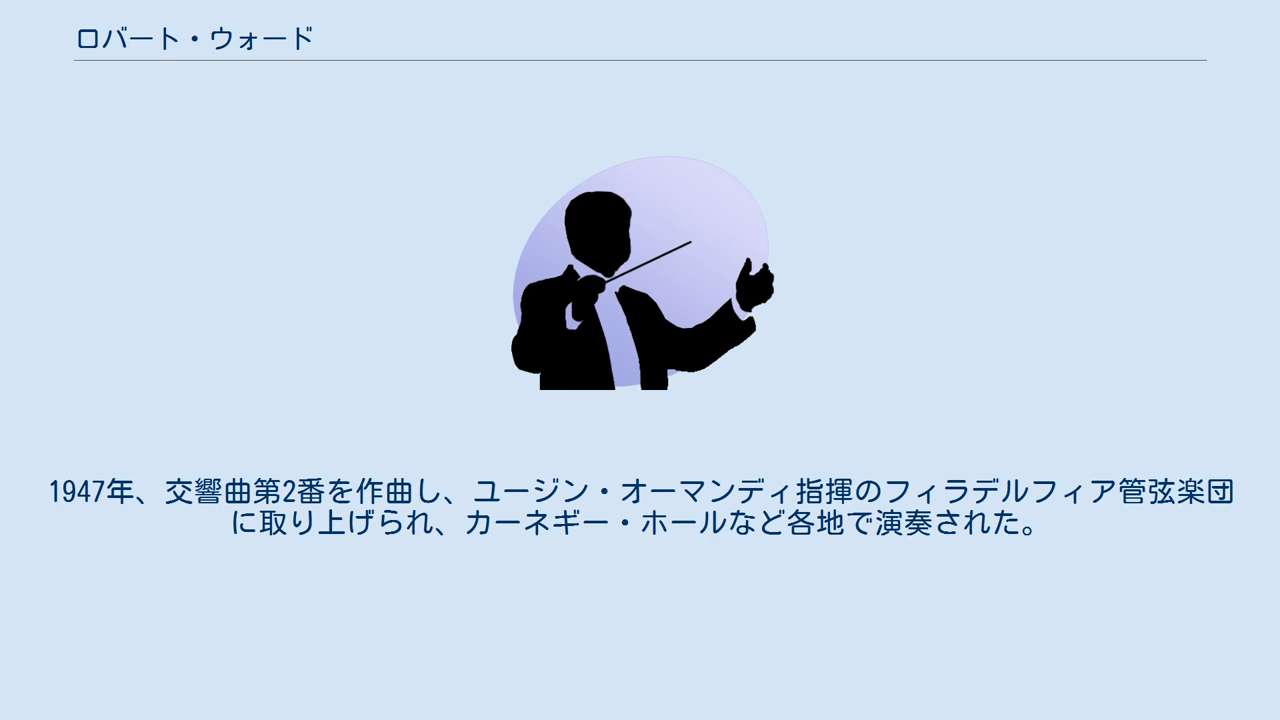 ロバート・ウォード
1947年、交響曲第2番を作曲し、ユージン・オーマンディ指揮のフィラデルフィア管弦楽団
に取り上げられ、カーネギー・ホールなど各地で演奏された。